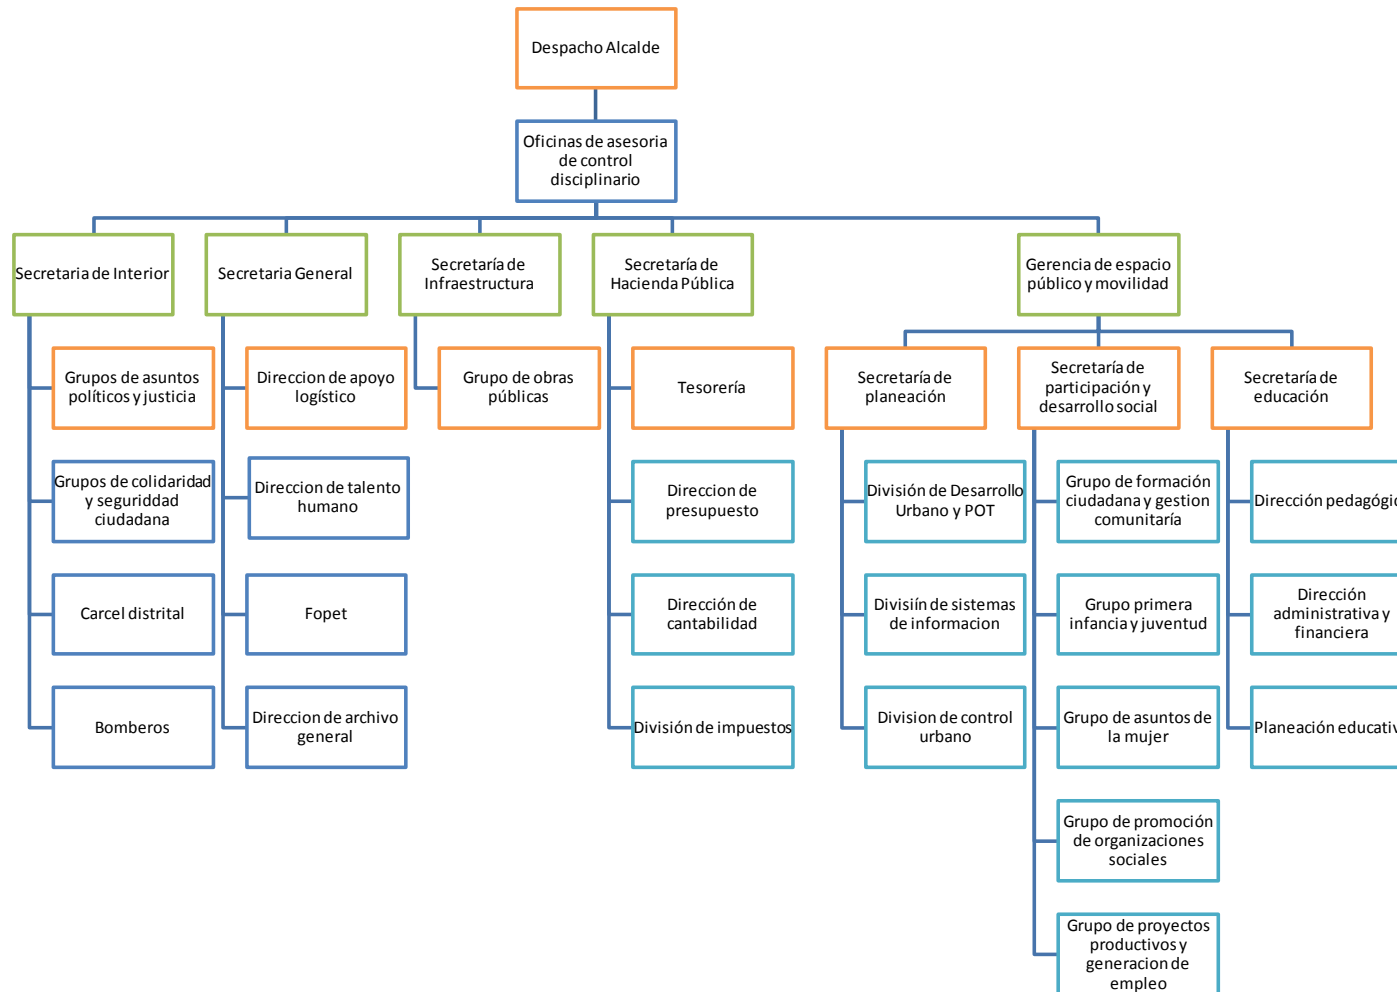 Despacho Alcalde
Oficinas de asesoria
de control
disciplinario
Secretaria de Interior
Secretaria General
Secretaría de
Infraestructura
Secretaría de
Hacienda Pública
Gerencia de espacio
público y movilidad
Grupos de asuntos
políticos y justicia
Direccion de apoyo
logístico
Grupo de obras
públicas
Tesorería
Secretaría de
planeación
Secretaría de
participación y
desarrollo social
Secretaría de
educación
Grupos de colidaridad
y seguriddad
ciudadana
Direccion de talento
humano
Direccion de
presupuesto
División de Desarrollo
Urbano y POT
Grupo de formación
ciudadana y gestion
comunitaría
Dirección pedagógic
Carcel distrital
Fopet
Dirección de
cantabilidad
Divisiín de sistemas
de informacion
Grupo primera
infancia y juventud
Dirección
administrativa y
financiera
Bomberos
Direccion de archivo
general
División de impuestos
Division de control
urbano
Grupo de asuntos de
la mujer
Planeación educativ
Grupo de promoción
de organizaciones
sociales
Grupo de proyectos
productivos y
generacion de
empleo